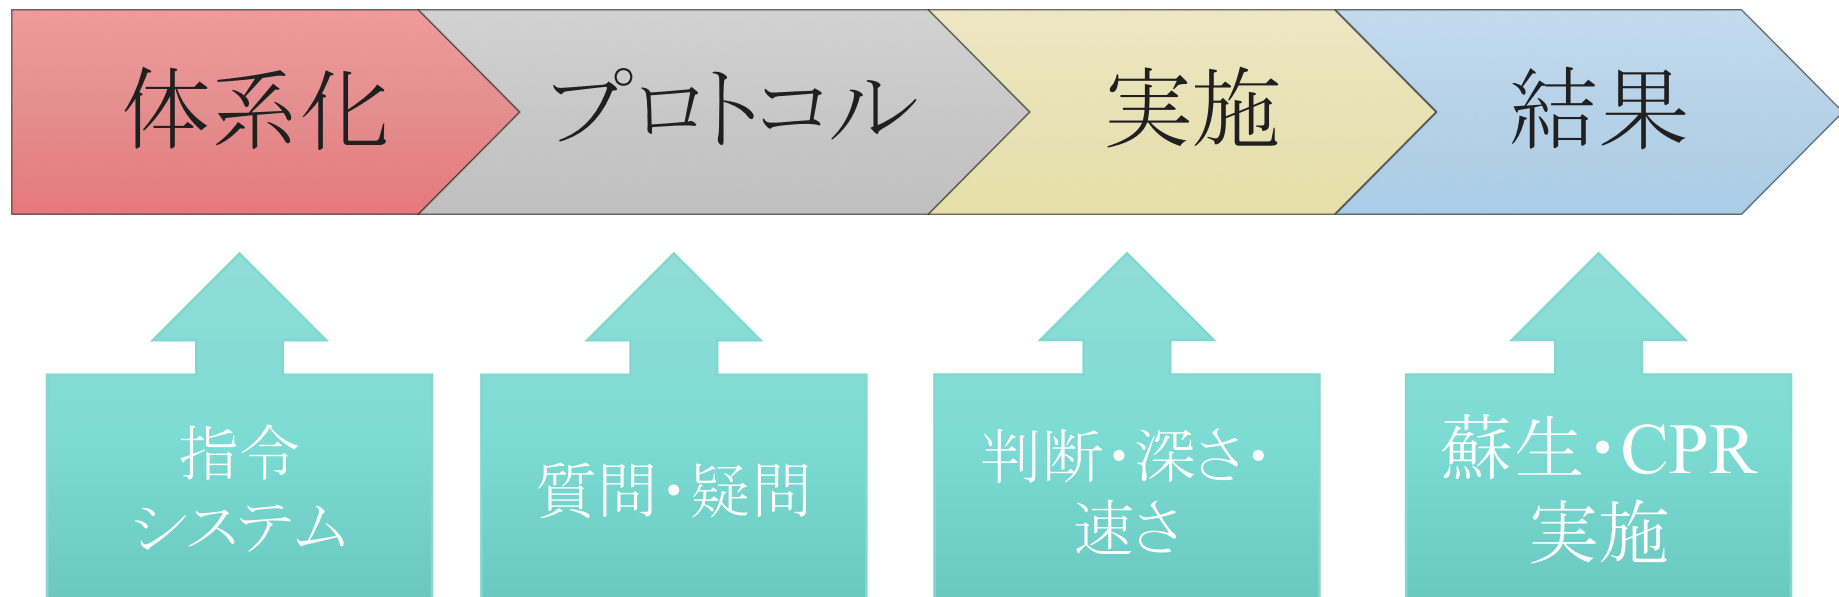 体系化
プロトコル
実施
結果
指令
システム
質問・疑問
判断・深さ・
速さ
蘇生・CPR
実施